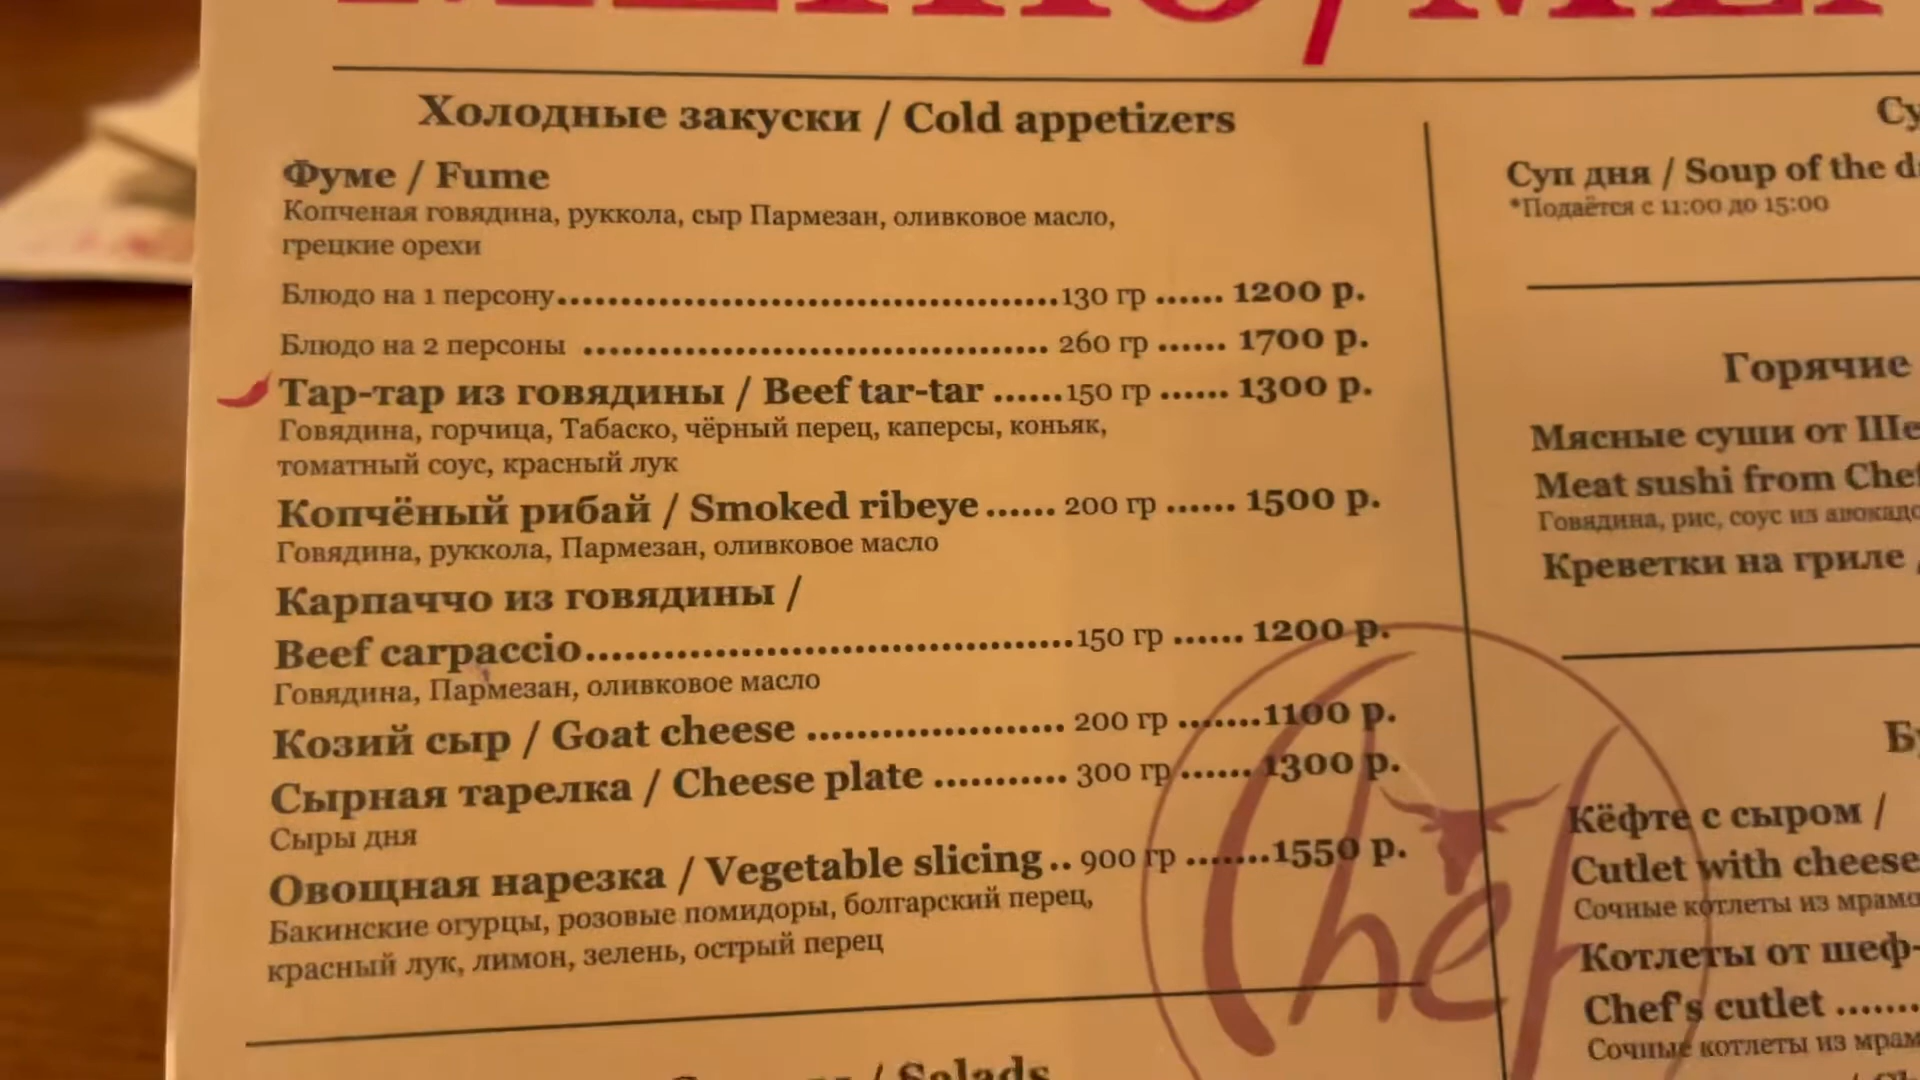 Холодные закуски / Cold appetizers
Фуме / Fume
Копченая говядина, руккола, сыр Пармезан, оливковое масло,
грецкие орехи
Блюдо на 1 персону 130 гр 1200 р.
Блюдо на 2 персоны 260 гр 1700 р.
Тар-тар из говядины / Beef tar-tar 150 гр 1300 р.
Говядина, горчица, Табаско, чёрный перец, каперсы, коньяк,
томатный соус, красный лук
Копчёный рибай / Smoked ribeye 200 гр 1500 р.
Говядина, руккола, Пармезан, оливковое масло
Карпаччо из говядины /
Beef carpaccio 150 гр 1200 р.
Говядина, Пармезан, оливковое масло
Козий сыр / Goat cheese 200 гр 1100 р.
Сырная тарелка / Cheese plate 300 гр 1300 р.
Сыры дня
Овощная нарезка / Vegetable slicing 900 гр 1550 р.
Бакинские огурцы, розовые помидоры, болгарский перец,
красный лук, лимон, зелень, острый перец
/ Salads
Chef
Суп дня / Soup of the
*Подаётся с 11:00 до 15:00
Горячие
Мясные суши от
Meat sushi from
Говядина, рис, соус из
Креветки на гриле
Кёфте с сыром /
Cutlet with cheese
Сочные котлеты из
Котлеты от шеф-
Chef's cutlet
Сочные котлеты из